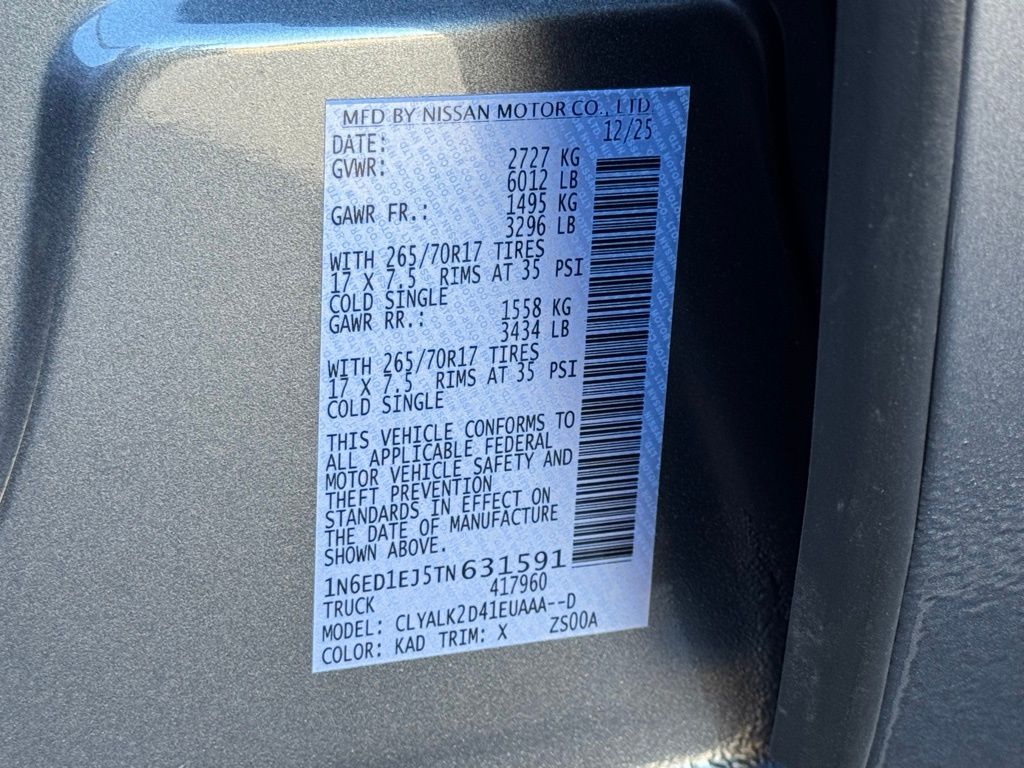 MFD BY NISSAN MOTOR CO., LTD
DATE: 12/25
GVWR: 2727 KG
6012 LB
GAWR FR.: 1495 KG
3296 LB
WITH 265/70R17 TIRES
17 X 7.5 RIMS AT 35 PSI
COLD SINGLE
GAWR RR.: 1558 KG
3434 LB
WITH 265/70R17 TIRES
17 X 7.5 RIMS AT 35 PSI
COLD SINGLE
THIS VEHICLE CONFORMS TO
ALL APPLICABLE FEDERAL
MOTOR VEHICLE SAFETY AND
THEFT PREVENTION
STANDARDS IN EFFECT ON
THE DATE OF MANUFACTURE
SHOWN ABOVE.
1N6ED1EJ5TN631591
TRUCK 417960
MODEL: CLYALK2D41EUAAA--D
COLOR: KAD TRIM: X ZS00A